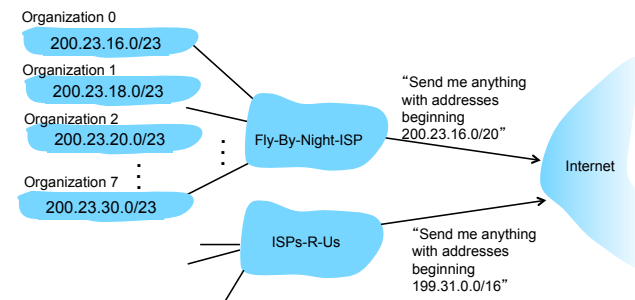 Organization 0
200.23.16.0/23
Organization 1
200.23.18.0/23
Organization 2
200.23.20.0/23
Organization 7
200.23.30.0/23
Fly-By-Night-ISP
“Send me anything
with addresses
beginning
200.23.16.0/20”
Internet
ISPs-R-Us
“Send me anything
with addresses
beginning
199.31.0.0/16”